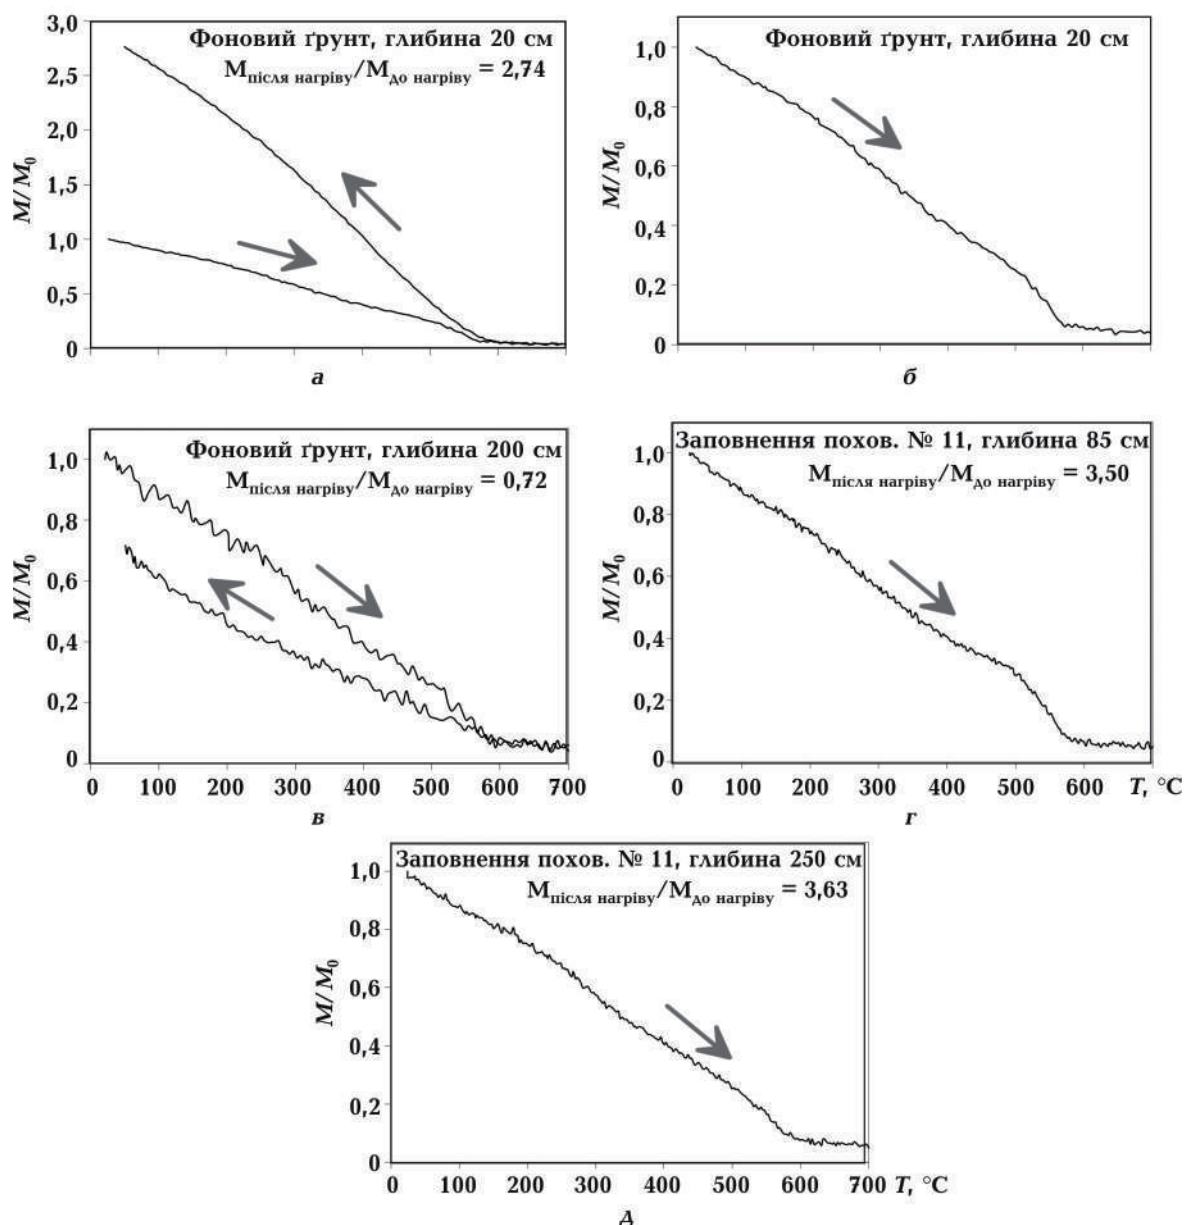 Фоновий ґрунт, глибина 20 см
Mпісля нагріву/Mдо нагріву = 2,74
3,0
2,5
2,0
1,5
1,0
0,5
0
M/M0
а
Фоновий ґрунт, глибина 20 см
1,0
0,8
0,6
0,4
0,2
0
M/M0
б
Фоновий ґрунт, глибина 200 см
Mпісля нагріву/Mдо нагріву = 0,72
1,0
0,8
0,6
0,4
0,2
0
M/M0
0 100 200 300 400 500 600 700
в
Заповнення похов. № 11, глибина 85 см
Mпісля нагріву/Mдо нагріву = 3,50
1,0
0,8
0,6
0,4
0,2
0
M/M0
0 100 200 300 400 500 600 T, °C
г
Заповнення похов. № 11, глибина 250 см
Mпісля нагріву/Mдо нагріву = 3,63
1,0
0,8
0,6
0,4
0,2
0
M/M0
0 100 200 300 400 500 600 700 T, °C
д